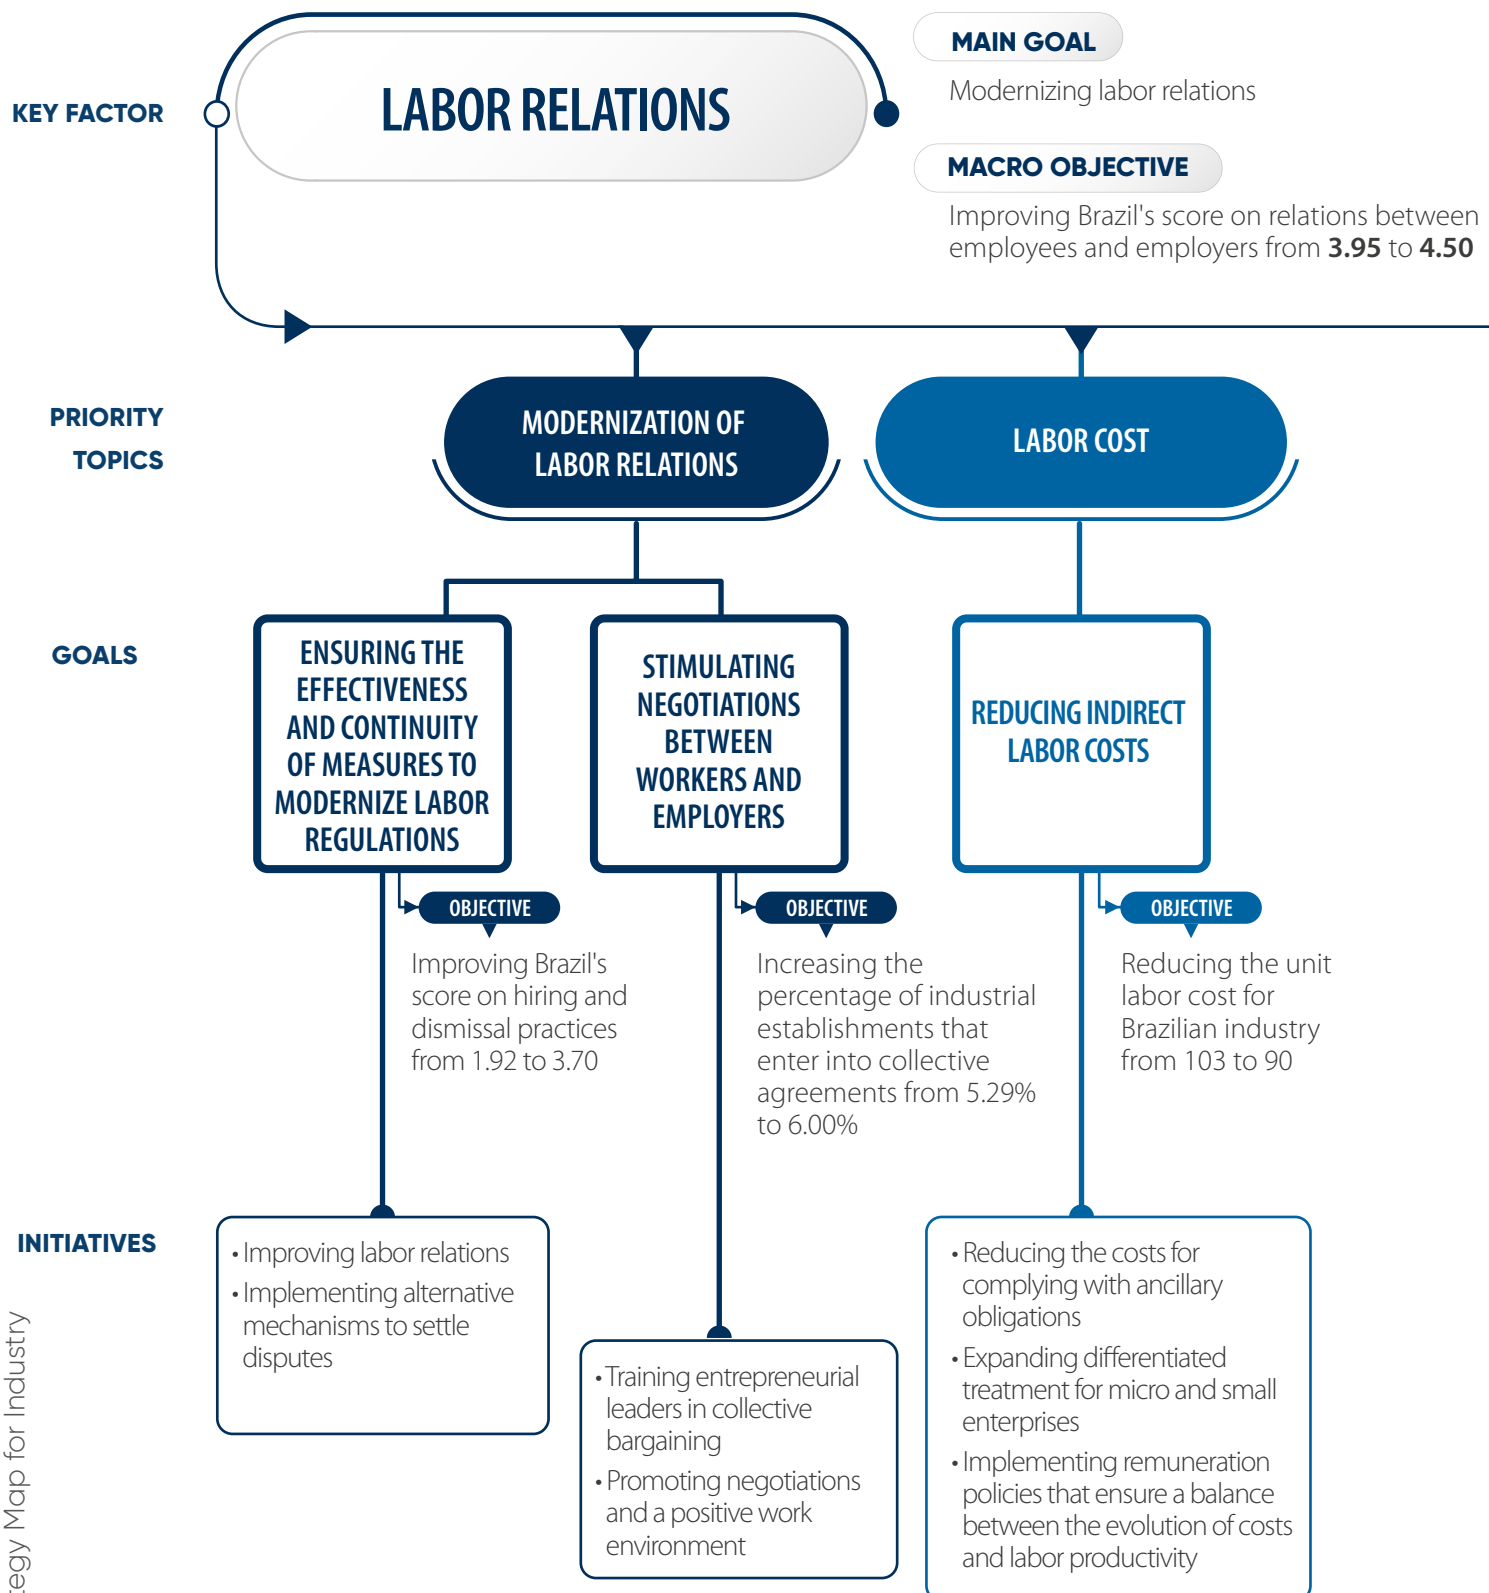 KEY FACTOR
LABOR RELATIONS
MAIN GOAL
Modernizing labor relations
MACRO OBJECTIVE
Improving Brazil's score on relations between
employees and employers from 3.95 to 4.50
PRIORITY
TOPICS
MODERNIZATION OF
LABOR RELATIONS
LABOR COST
GOALS
ENSURING THE
EFFECTIVENESS
AND CONTINUITY
OF MEASURES TO
MODERNIZE LABOR
REGULATIONS
STIMULATING
NEGOTIATIONS
BETWEEN
WORKERS AND
EMPLOYERS
REDUCING INDIRECT
LABOR COSTS
OBJECTIVE
Improving Brazil's
score on hiring and
dismissal practices
from 1.92 to 3.70
OBJECTIVE
Increasing the
percentage of industrial
establishments that
enter into collective
agreements from 5.29%
to 6.00%
OBJECTIVE
Reducing the unit
labor cost for
Brazilian industry
from 103 to 90
INITIATIVES
• Improving labor relations
• Implementing alternative
mechanisms to settle
disputes
• Training entrepreneurial
leaders in collective
bargaining
• Promoting negotiations
and a positive work
environment
• Reducing the costs for
complying with ancillary
obligations
• Expanding differentiated
treatment for micro and small
enterprises
• Implementing remuneration
policies that ensure a balance
between the evolution of costs
and labor productivity
Map for Industry